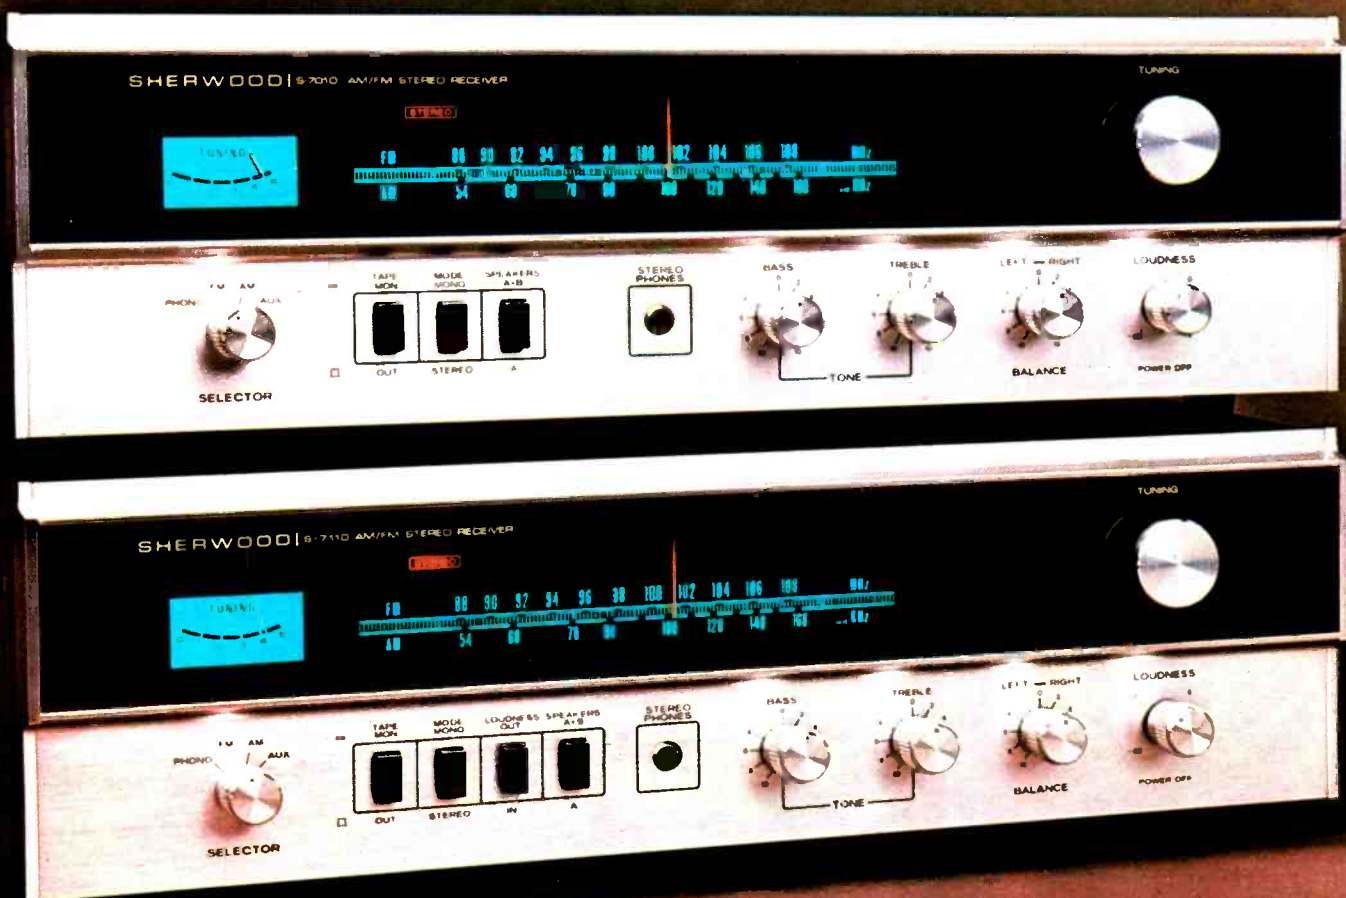 SHERWOOD | S-7010 AM/FM STEREO RECEIVER
TUNING
STEREO
TUNING
FM 88 90 92 94 96 98 100 102 104 106 108 MHz
AM 54 60 70 80 100 120 140 160 KHz
PHONO FM AM AUX
SELECTOR
TAPE MON
MODE MONO
SPEAKERS A+B
OUT STEREO A
STEREO PHONES
BASS
TREBLE
TONE
LEFT — RIGHT
BALANCE
LOUDNESS
POWER OFF
SHERWOOD | S-7110 AM/FM STEREO RECEIVER
TUNING
TUNING
FM 88 90 92 94 96 98 100 102 104 106 108 MHz
AM 54 60 70 80 100 120 140 160 KHz
PHONO FM AM AUX
SELECTOR
TAPE MON
MODE MONO
LOUDNESS OUT
SPEAKERS A+B
OUT STEREO IN A
STEREO PHONES
BASS
TREBLE
TONE
LEFT — RIGHT
BALANCE
LOUDNESS
POWER OFF